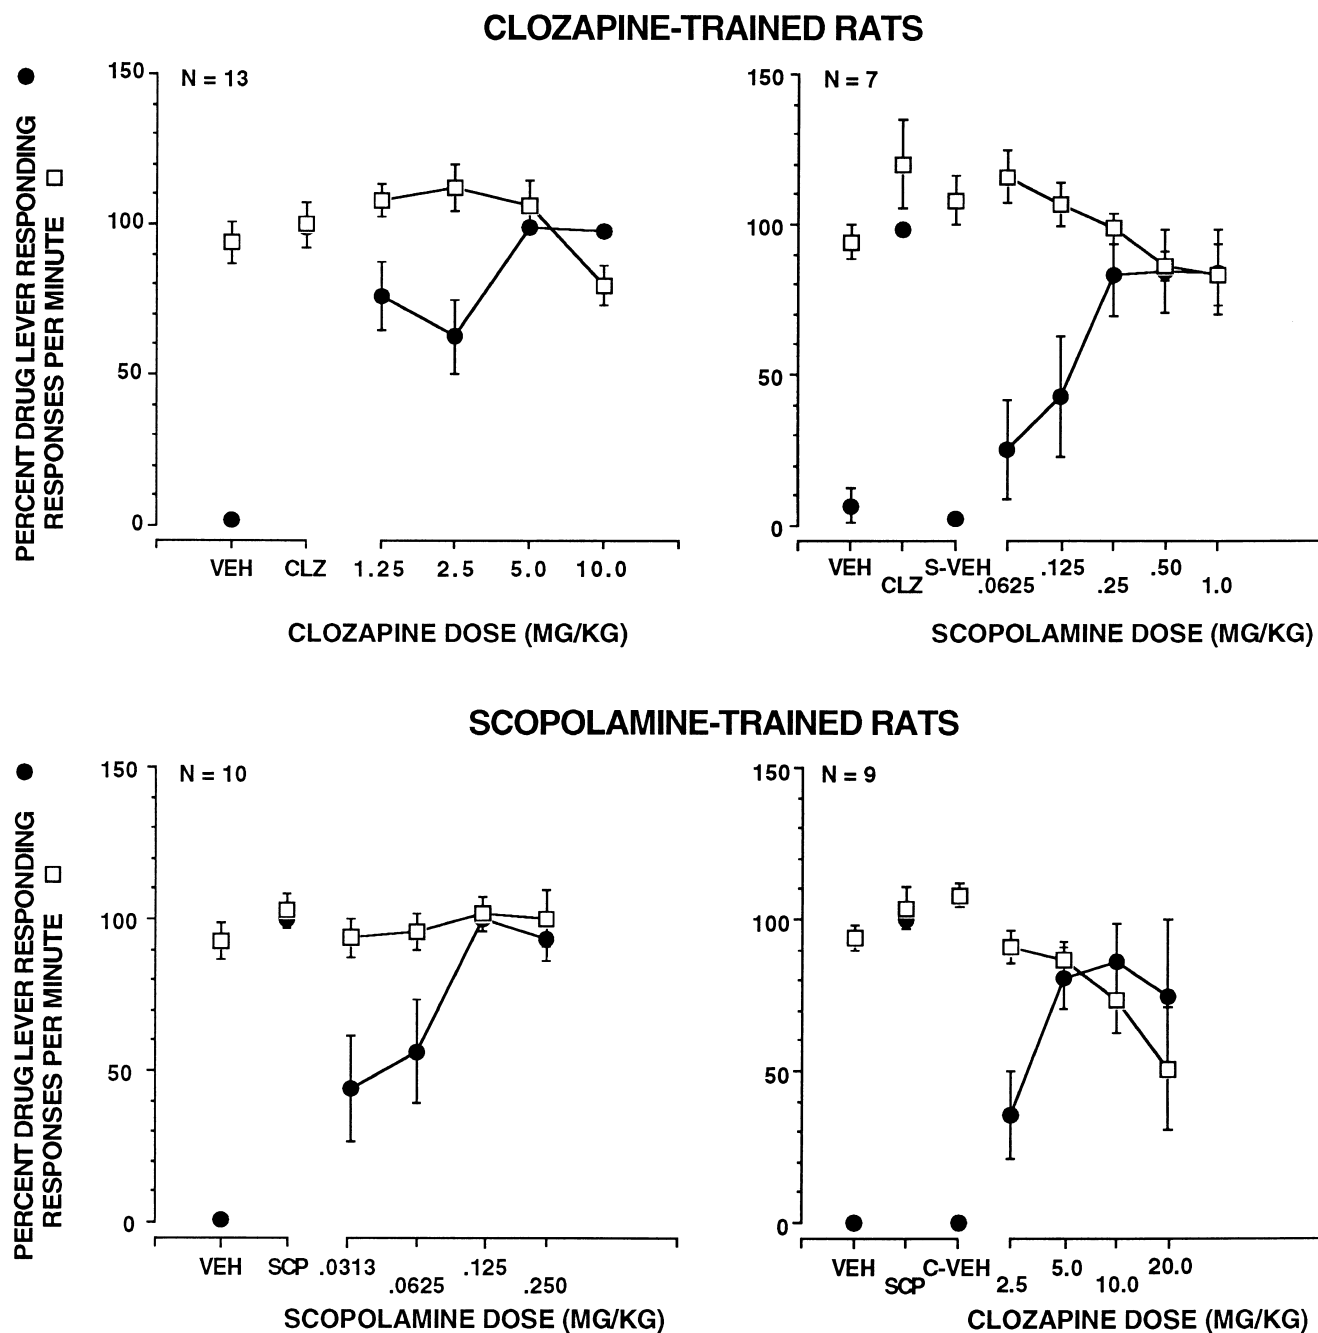 CLOZAPINE-TRAINED RATS
PERCENT DRUG LEVER RESPONDING
RESPONSES PER MINUTE
150
100
50
0
N = 13
VEH CLZ 1.25 2.5 5.0 10.0
CLOZAPINE DOSE (MG/KG)
150
100
50
0
N = 7
VEH S-VEH .125 .50
CLZ .0625 .25 1.0
SCOPOLAMINE DOSE (MG/KG)
SCOPOLAMINE-TRAINED RATS
PERCENT DRUG LEVER RESPONDING
RESPONSES PER MINUTE
150
100
50
0
N = 10
VEH SCP .0313 .125
.0625 .250
SCOPOLAMINE DOSE (MG/KG)
150
100
50
0
N = 9
VEH C-VEH 5.0 20.0
SCP 2.5 10.0
CLOZAPINE DOSE (MG/KG)